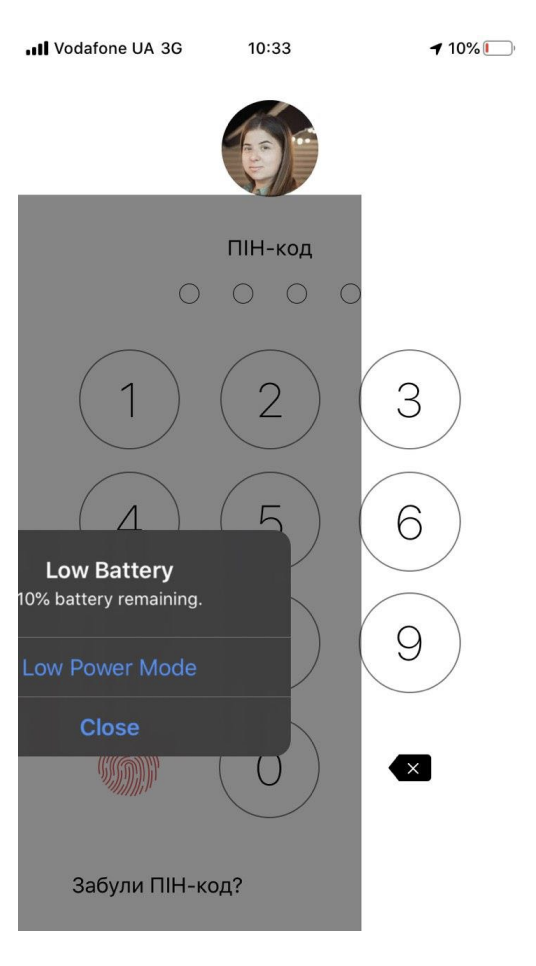 Vodafone UA 3G 10:33 10%
ПІН-код
1 2 3
4 5 6
Low Battery
10% battery remaining.
9
Low Power Mode
Close
0
Забули ПІН-код?